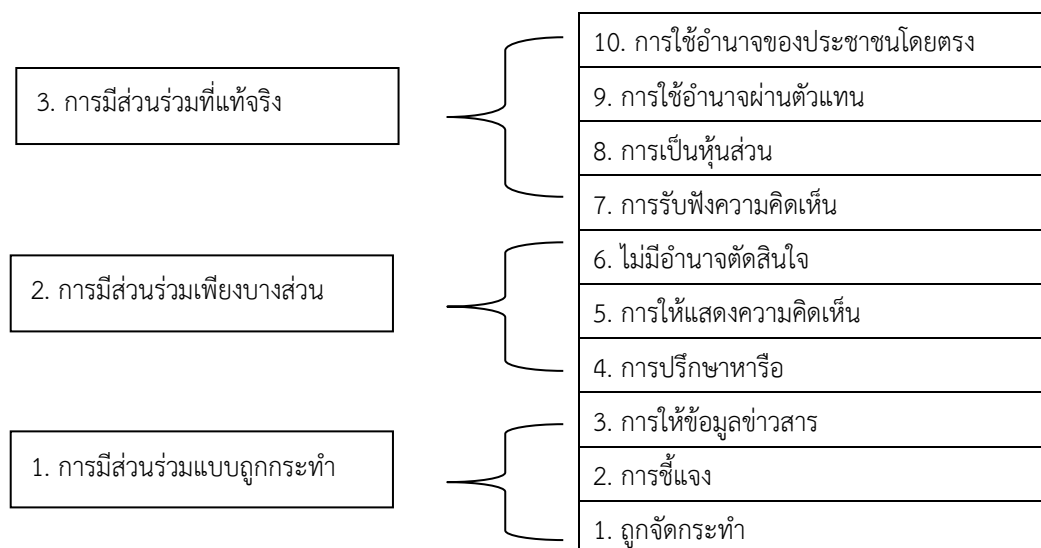 10. การใช้อำนาจของประชาชนโดยตรง
3. การมีส่วนร่วมที่แท้จริง
9. การใช้อำนาจผ่านตัวแทน
8. การเป็นหุ้นส่วน
7. การรับฟังความคิดเห็น
2. การมีส่วนร่วมเพียงบางส่วน
6. ไม่มีอำนาจตัดสินใจ
5. การให้แสดงความคิดเห็น
4. การปรึกษาหารือ
1. การมีส่วนร่วมแบบถูกกระทำ
3. การให้ข้อมูลข่าวสาร
2. การชี้แจง
1. ถูกจัดกระทำ